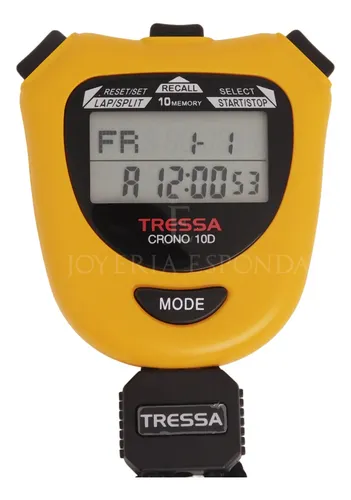 RECALL
RESET/SET SELECT
LAP/SPLIT 10 MEMORY START/STOP
FR 1-1
A 12:00 53
TRESSA
CRONO 10D
JOYERIA ESPONDA
MODE
TRESSA